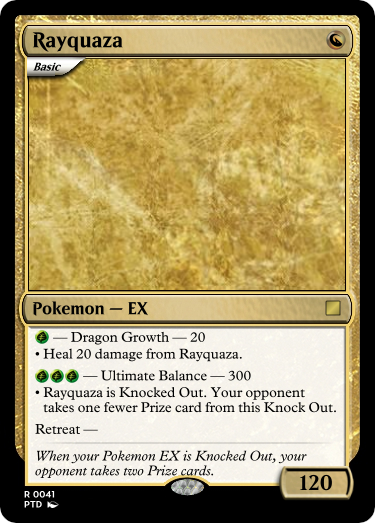 Rayquaza
Basic
Pokemon — EX
— Dragon Growth — 20
• Heal 20 damage from Rayquaza.
— Ultimate Balance — 300
• Rayquaza is Knocked Out. Your opponent
takes one fewer Prize card from this Knock Out.
Retreat —
When your Pokemon EX is Knocked Out, your
opponent takes two Prize cards.
120
R 0041
PTD